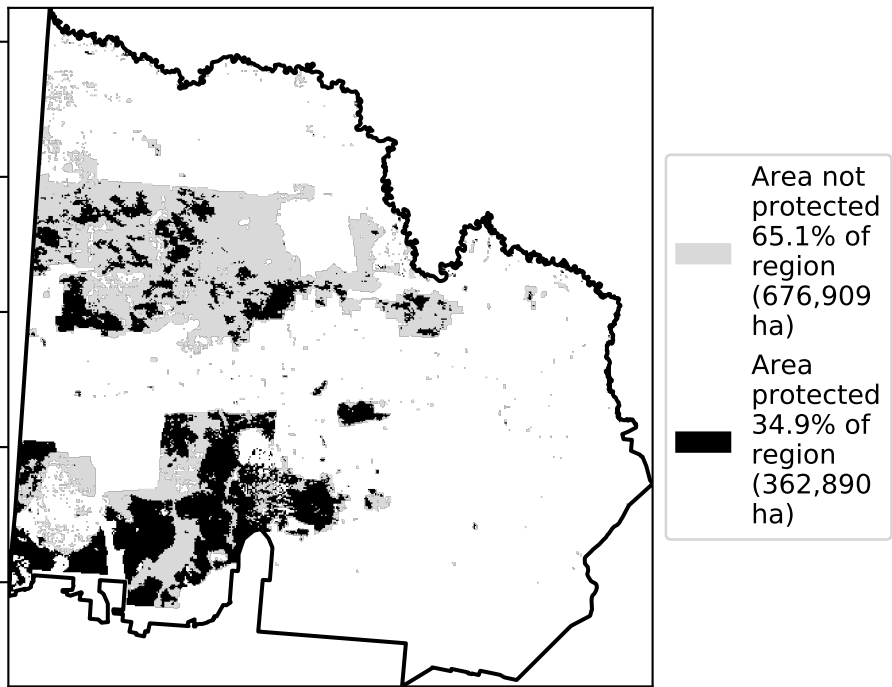 Area not
protected
65.1% of
region
(676,909
ha)
Area
protected
34.9% of
region
(362,890
ha)